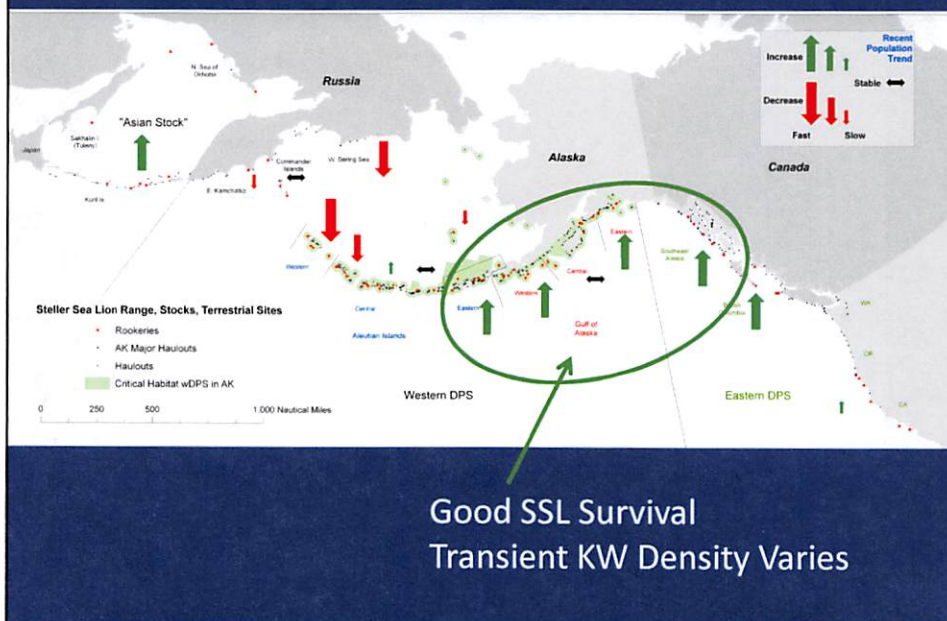 Recent
Population
Trend
Increase
Stable
Decrease
Fast
Slow
N. Sea of
Okhotsk
Russia
"Asian Stock"
Sakhalin I
(Tuleny)
Japan
Kurils
E. Kamchatka
Commander
Islands
W. Bering Sea
Alaska
Canada
Western
Central
Eastern
Aleutian Islands
Western
Central
Eastern
Gulf of
Alaska
Southeast
Alaska
British
Columbia
WA
OR
CA
Steller Sea Lion Range, Stocks, Terrestrial Sites
Rookeries
AK Major Haulouts
Haulouts
Critical Habitat wDPS in AK
0 250 500 1,000 Nautical Miles
Western DPS
Eastern DPS
Good SSL Survival
Transient KW Density Varies